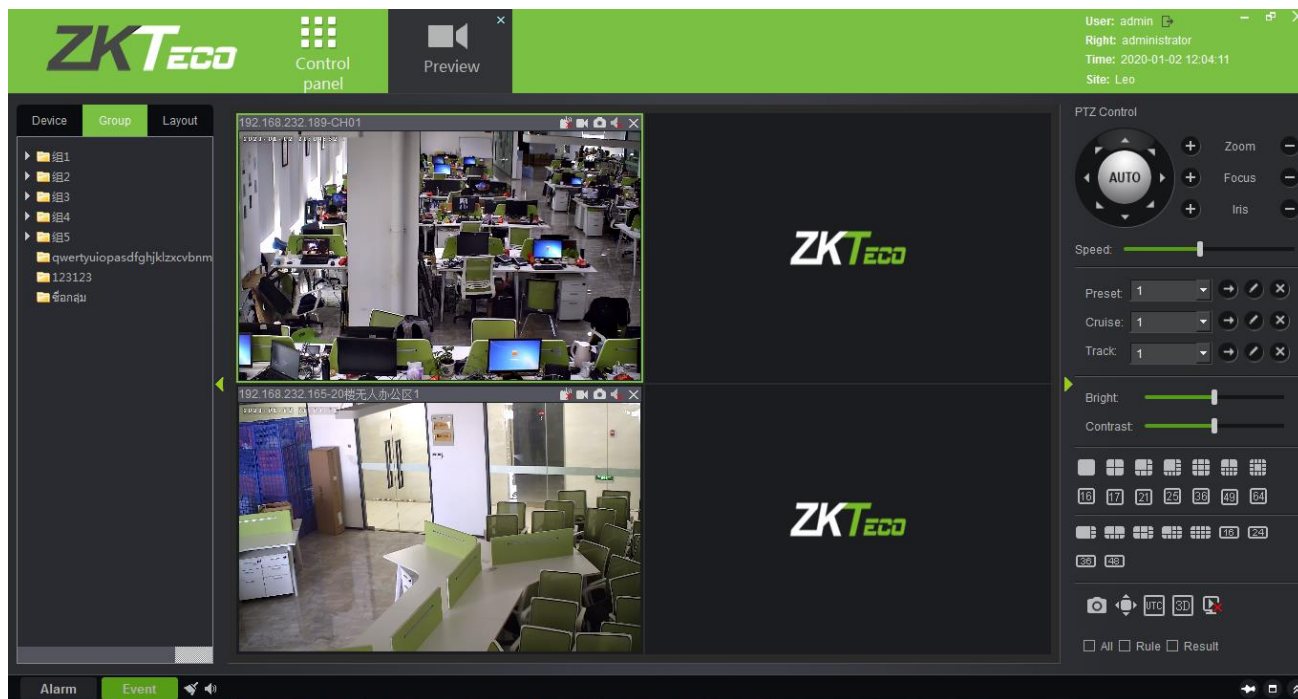 ZKTECO
Control
panel
Preview
User: admin
Right: administrator
Time: 2020-01-02 12:04:11
Site: Leo
Device
Group
Layout
组1
组2
组3
组4
组5
qwertyuiopasdfghjklzxcvbnm
123123
ชื่อกลุ่ม
192.168.232.189-CH01
ZKTECO
192.168.232.165-20楼无人办公区1
ZKTECO
PTZ Control
AUTO
Zoom
Focus
Iris
Speed:
Preset: 1
Cruise: 1
Track: 1
Bright:
Contrast:
16 17 21 25 36 49 64
16 24
36 48
UTC 3D
All Rule Result
Alarm
Event